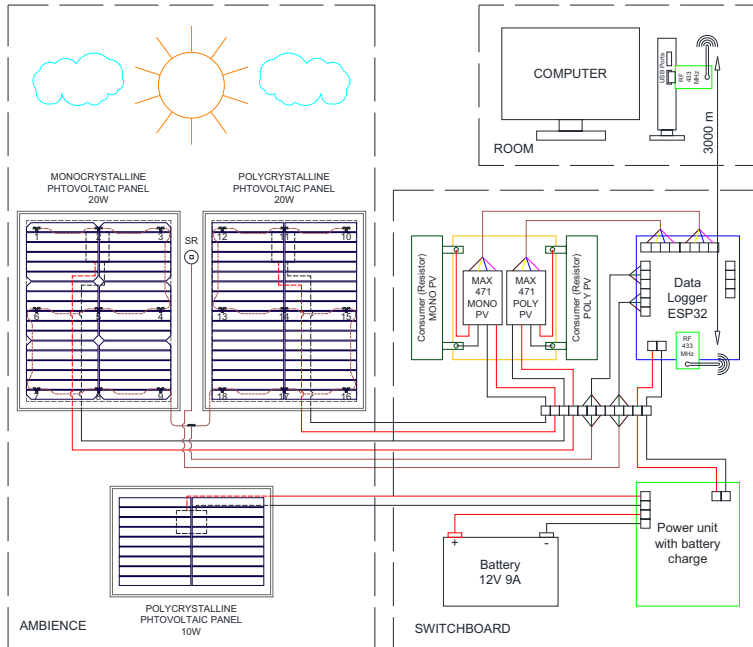 MONOCRYSTALLINE
PHTOVOLTAIC PANEL
20W
POLYCRYSTALLINE
PHTOVOLTAIC PANEL
20W
1
2
3
6
5
4
7
8
9
SR
12
11
10
13
14
15
18
17
16
POLYCRYSTALLINE
PHTOVOLTAIC PANEL
10W
AMBIENCE
COMPUTER
USB Ports
RF
433
MHz
3000 m
ROOM
Consumer (Resistor)
MONO PV
MAX
471
MONO
PV
MAX
471
POLY
PV
Consumer (Resistor)
POLY PV
Data
Logger
ESP32
RF
433
MHz
+
-
Battery
12V 9A
Power unit
with battery
charge
SWITCHBOARD